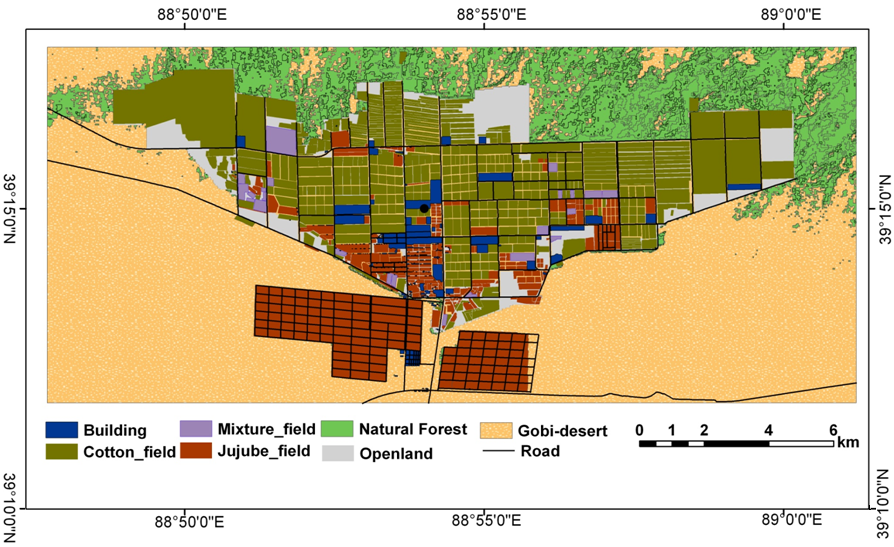 88°50'0"E 88°55'0"E 89°0'0"E
39°15'0"N
39°15'0"N
Building
Mixture_field
Natural Forest
Gobi-desert
Cotton_field
Jujube_field
Openland
Road
0 1 2 4 6
km
39°10'0"N
39°10'0"N
88°50'0"E 88°55'0"E 89°0'0"E